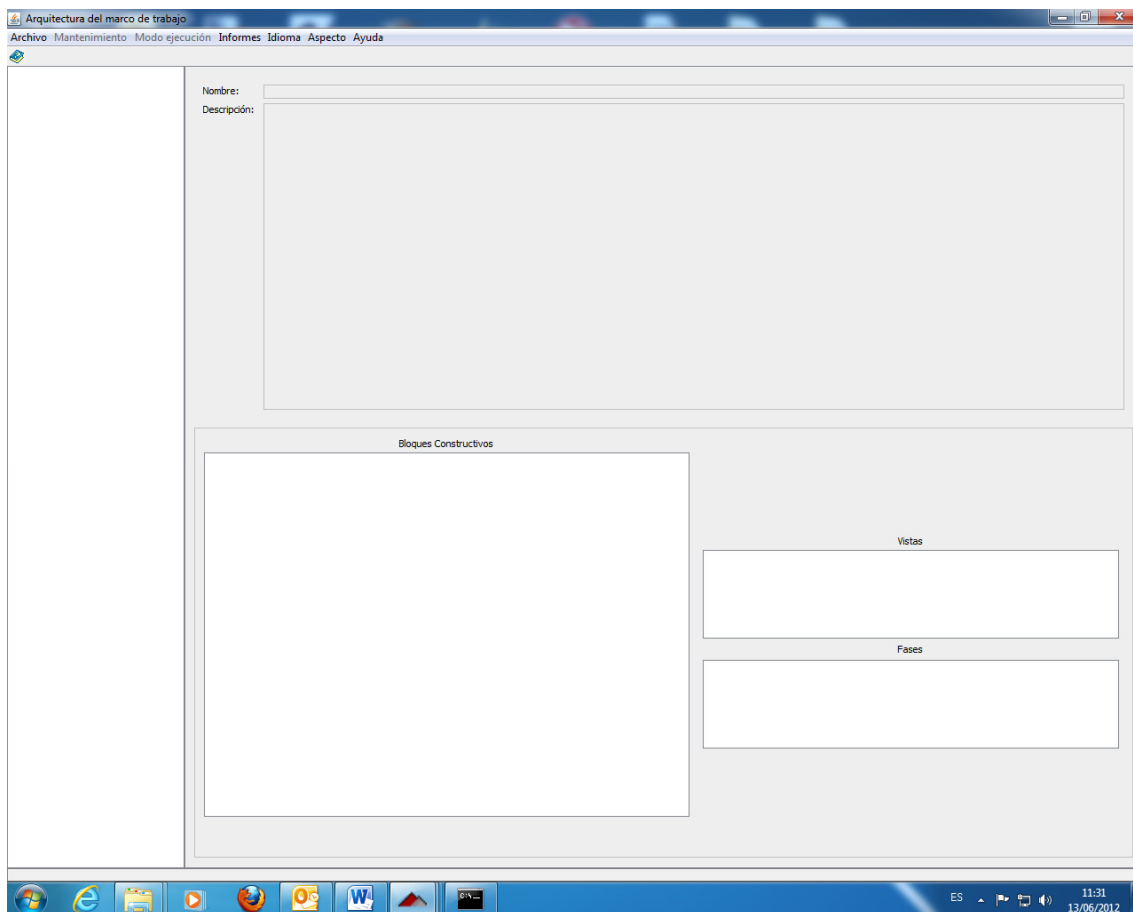 Arquitectura del marco de trabajo
Archivo Mantenimiento Modo ejecución Informes Idioma Aspecto Ayuda
Nombre:
Descripción:
Bloques Constructivos
Vistas
Fases
ES
11:31
13/06/2012